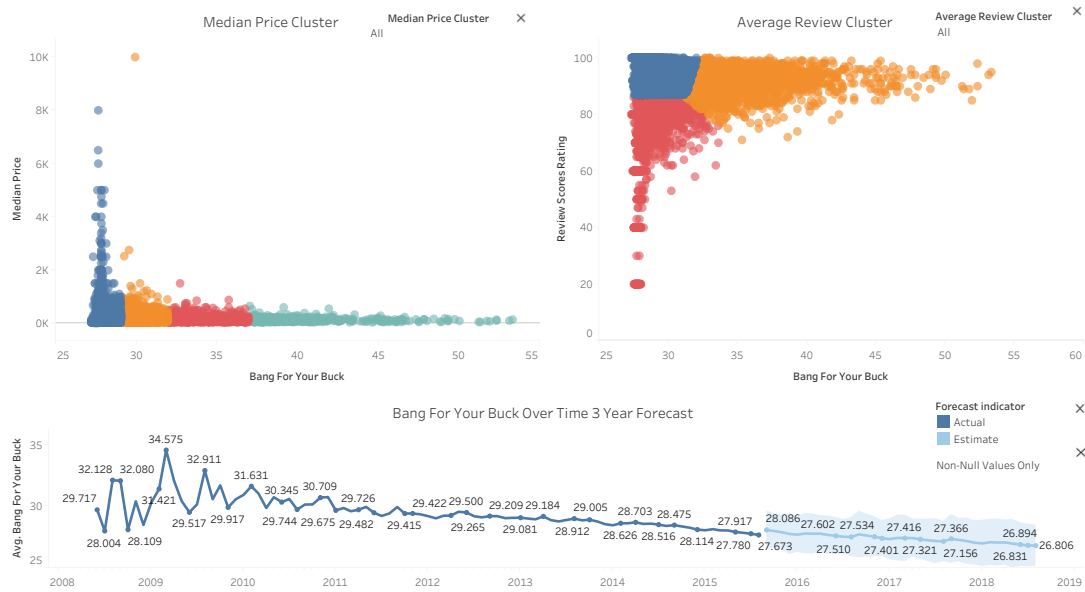 Median Price Cluster
Median Price Cluster
All
Median Price
10K
8K
6K
4K
2K
0K
25 30 35 40 45 50 55
Bang For Your Buck
Average Review Cluster
Average Review Cluster
All
Review Scores Rating
100
80
60
40
20
0
25 30 35 40 45 50 55 60
Bang For Your Buck
Bang For Your Buck Over Time 3 Year Forecast
Forecast indicator
Actual
Estimate
Non-Null Values Only
Avg. Bang For Your Buck
35
30
25
29.717
32.128
28.004
32.080
28.109
31.421
34.575
29.517
32.911
29.917
31.631
30.345
29.744
30.709
29.675
29.726
29.482
29.415
29.422
29.265
29.500
29.209
29.081
29.184
28.912
29.005
28.626
28.703
28.516
28.475
28.114
27.917
27.780
27.673
28.086
27.602
27.510
27.534
27.401
27.416
27.321
27.366
27.156
26.831
26.894
26.806
2008 2009 2010 2011 2012 2013 2014 2015 2016 2017 2018 2019